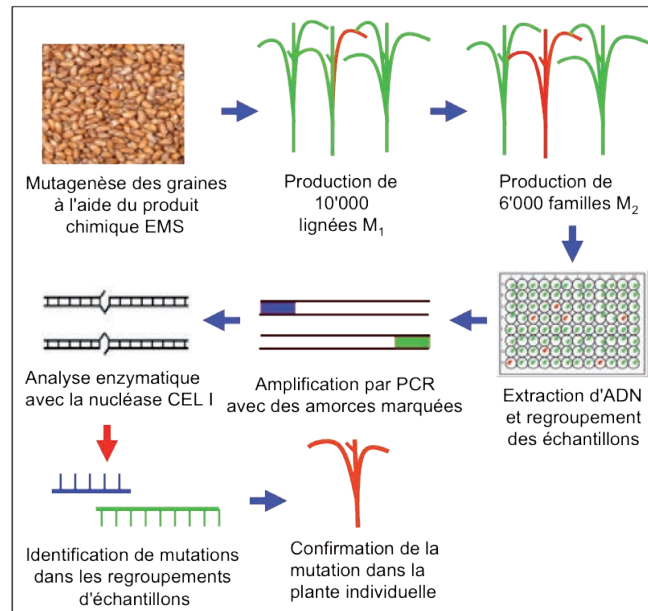 Mutagenèse des graines
à l'aide du produit
chimique EMS
Production de
10'000
lignées M₁
Production de
6'000 familles M₂
Extraction d'ADN
et regroupement
des échantillons
Amplification par PCR
avec des amorces marquées
Analyse enzymatique
avec la nucléase CEL I
Identification de mutations
dans les regroupements
d'échantillons
Confirmation de la
mutation dans la
plante individuelle